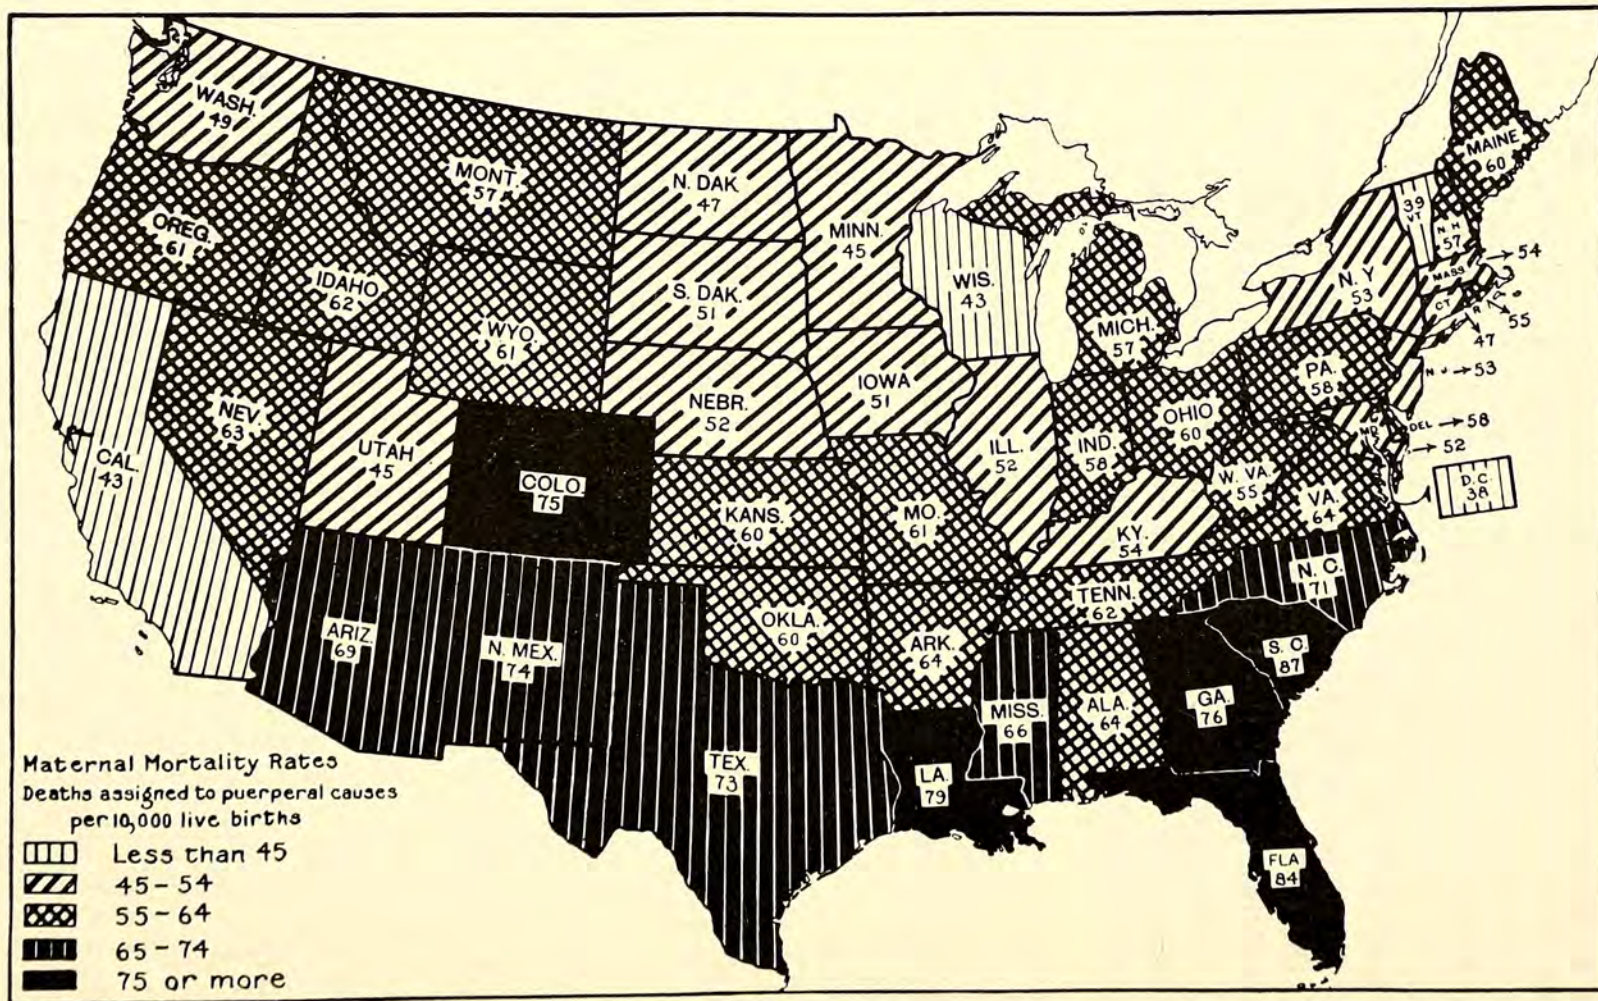 WASH.
49
MONT.
57
N. DAK
47
MINN.
45
MAINE
60
OREG.
61
IDAHO
62
WYO.
61
S. DAK.
51
WIS.
43
MICH.
57
N. Y
53
39
VT
N H
57
MASS
54
CT
R I
55
47
NEV.
63
UTAH
45
NEBR.
52
IOWA
51
ILL.
52
IND.
58
OHIO
60
PA.
58
N J
53
CAL.
43
COLO.
75
KANS.
60
MO.
61
KY.
54
W. VA.
55
VA.
64
MD.
DEL
58
52
D.C.
38
ARIZ.
69
N. MEX.
74
OKLA.
60
ARK.
64
TENN.
62
N. C.
71
S. C.
87
TEX.
73
LA.
79
MISS.
66
ALA.
64
GA.
76
FLA
84
Maternal Mortality Rates
Deaths assigned to puerperal causes
per 10,000 live births
Less than 45
45-54
55-64
65-74
75 or more